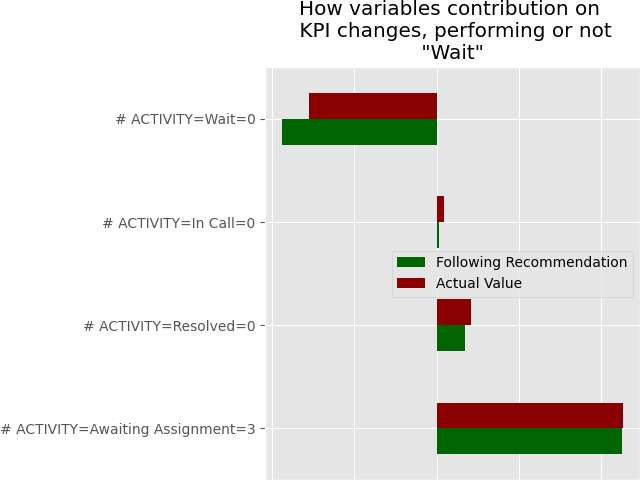 How variables contribution on
KPI changes, performing or not
"Wait"
# ACTIVITY=Wait=0
# ACTIVITY=In Call=0
Following Recommendation
Actual Value
# ACTIVITY=Resolved=0
# ACTIVITY=Awaiting Assignment=3